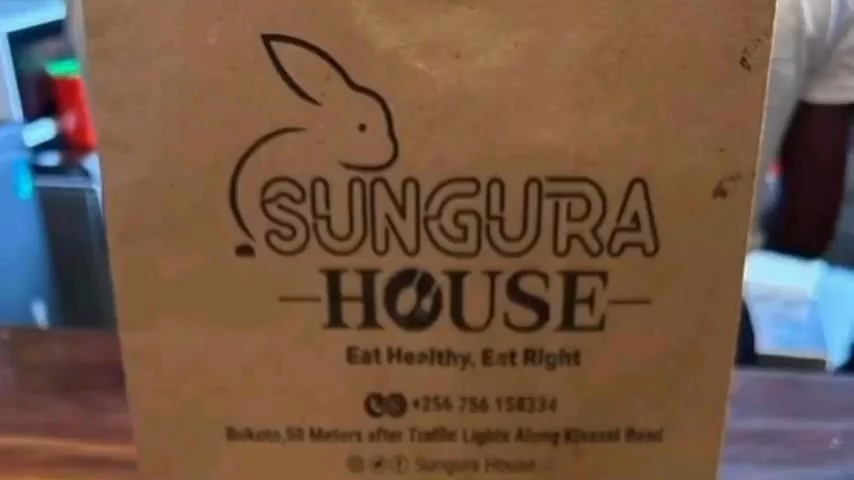 SUNGURA
HOUSE
Eat Healthy, Eat Right
+256 756 158334
Bukoto, 50 Meters after Traffic Lights Along Kisaasi Road
Sungura House